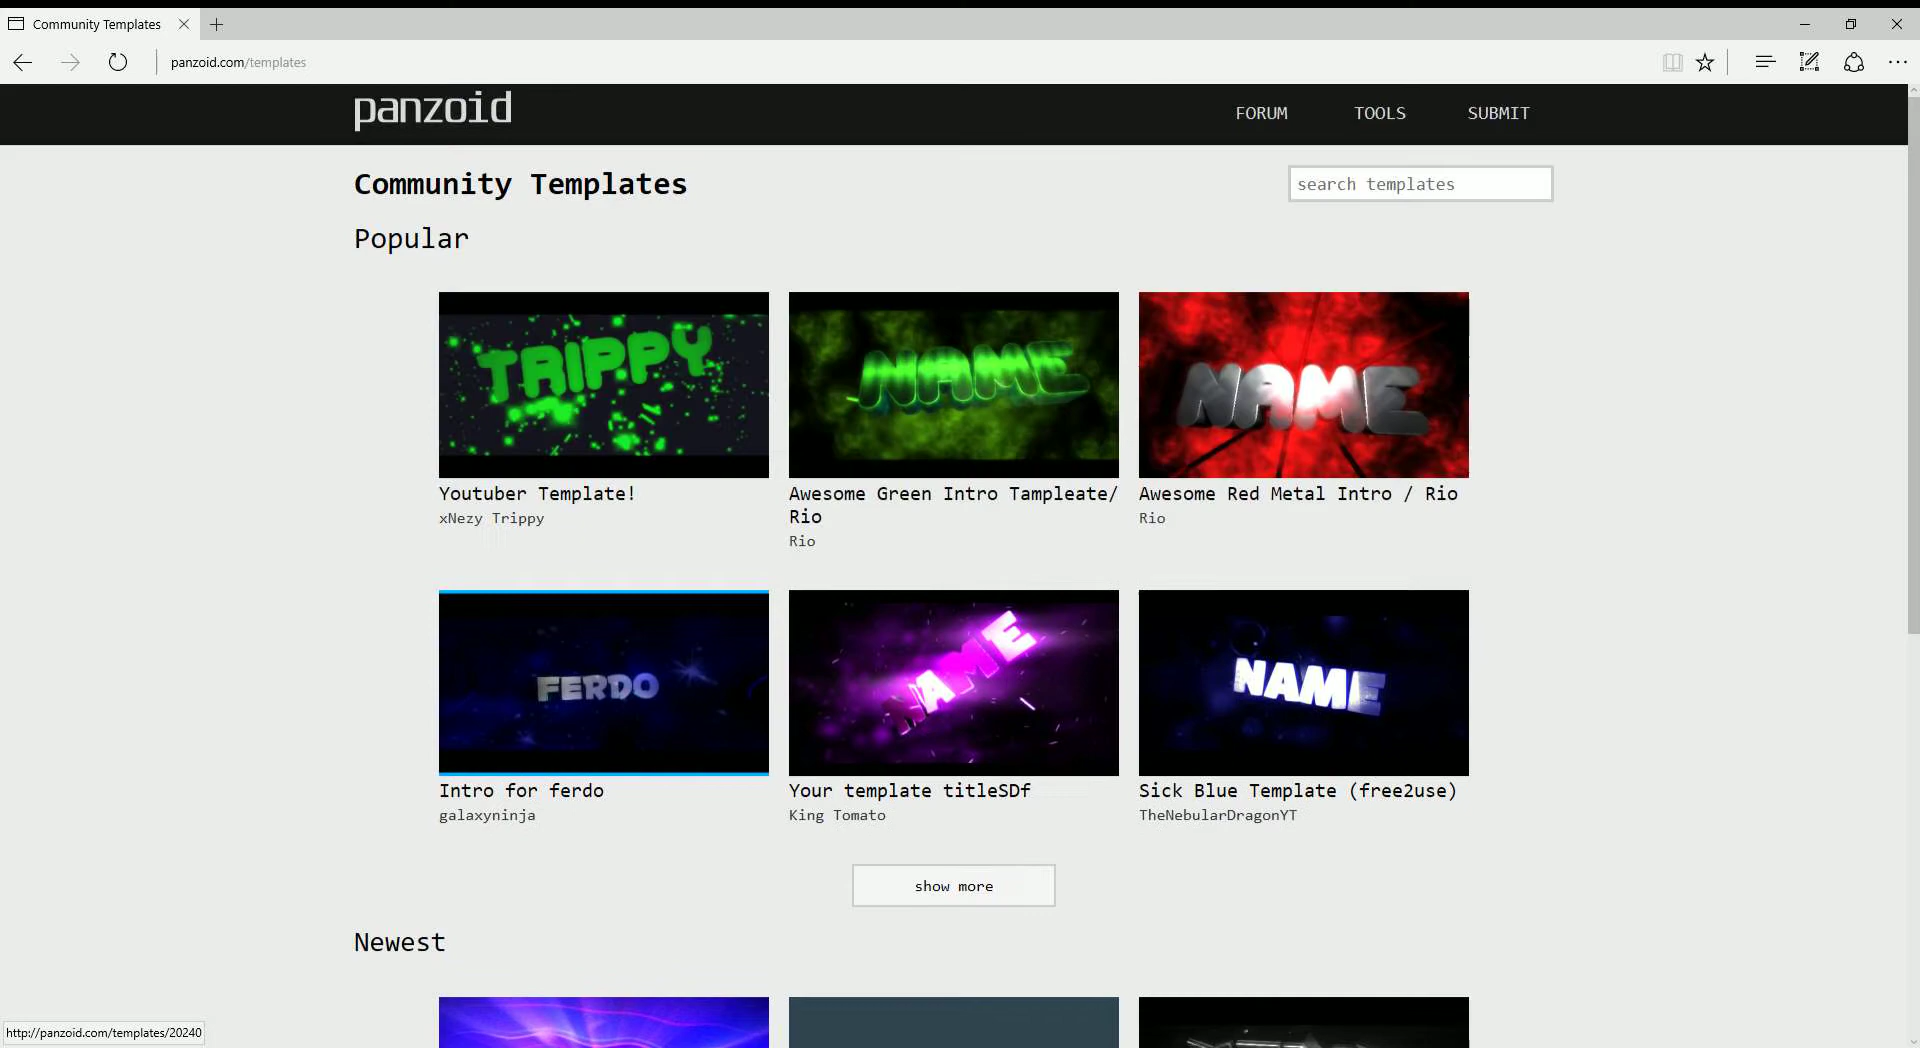 Community Templates
panzoid.com/templates
panzoid
FORUM
TOOLS
SUBMIT
Community Templates
search templates
Popular
TRIPPY
NAME
NAME
Youtuber Template!
xNezy Trippy
Awesome Green Intro Tampleate/
Rio
Rio
Awesome Red Metal Intro / Rio
Rio
FERDO
NAME
NAME
Intro for ferdo
galaxyninja
Your template titleSDf
King Tomato
Sick Blue Template (free2use)
TheNebularDragonYT
show more
Newest
http://panzoid.com/templates/20240